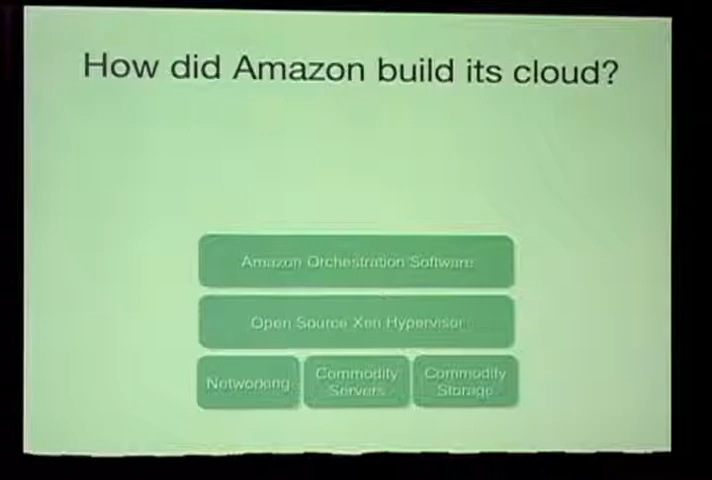 How did Amazon build its cloud?
Amazon Orchestration Software
Open Source Xen Hypervisor
Networking
Commodity
Servers
Commodity
Storage